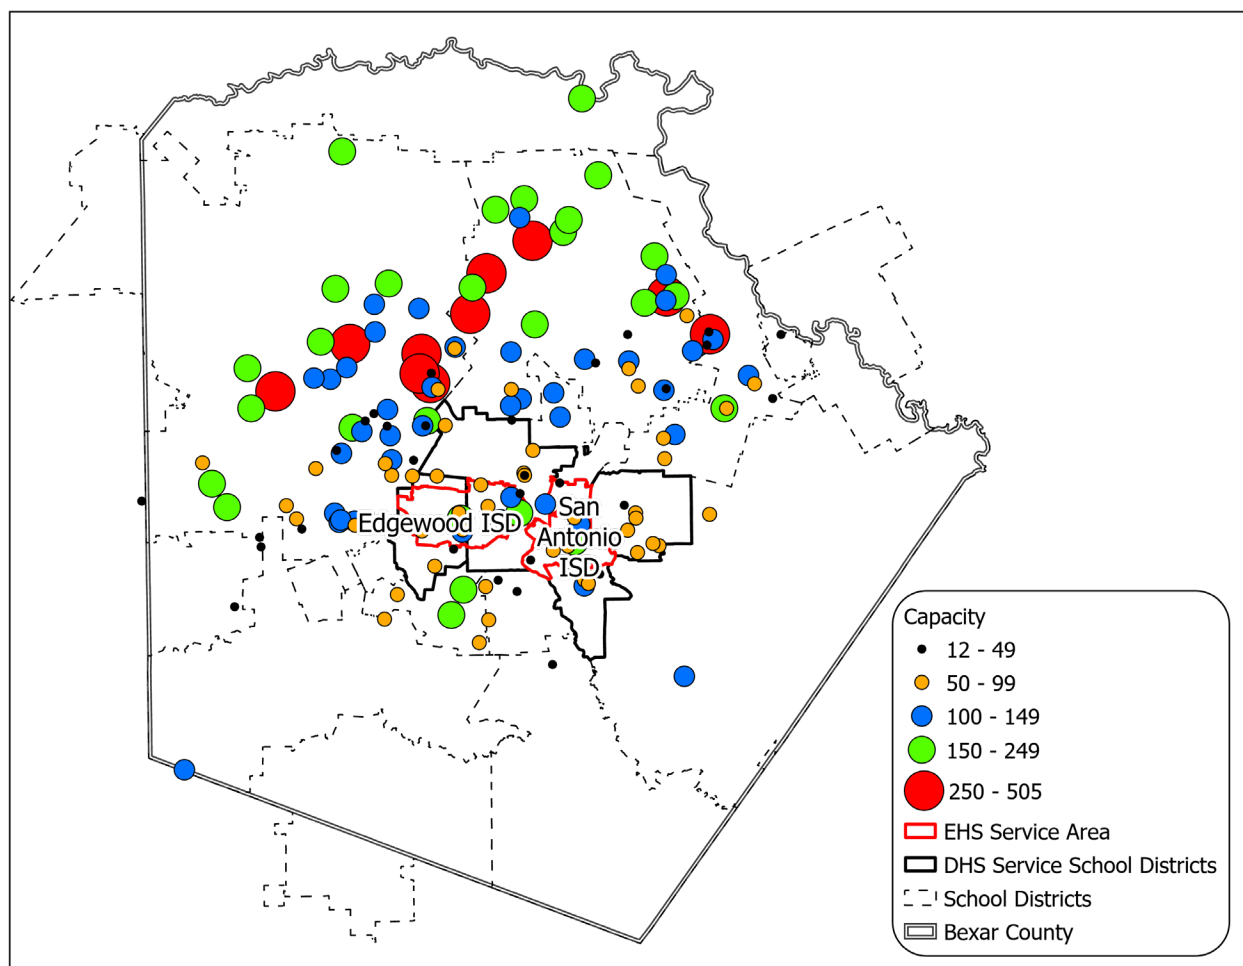 Edgewood ISD
San
Antonio
ISD
Capacity
12 - 49
50 - 99
100 - 149
150 - 249
250 - 505
EHS Service Area
DHS Service School Districts
School Districts
Bexar County